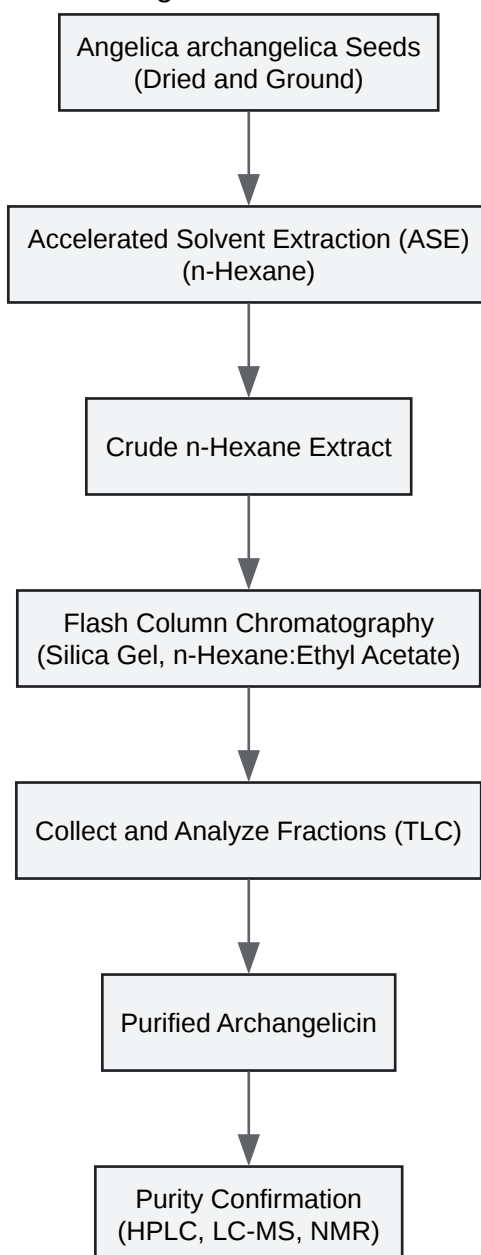 Angelica archangelica Seeds
(Dried and Ground)
Accelerated Solvent Extraction (ASE)
(n-Hexane)
Crude n-Hexane Extract
Flash Column Chromatography
(Silica Gel, n-Hexane:Ethyl Acetate)
Collect and Analyze Fractions (TLC)
Purified Archangelicin
Purity Confirmation
(HPLC, LC-MS, NMR)